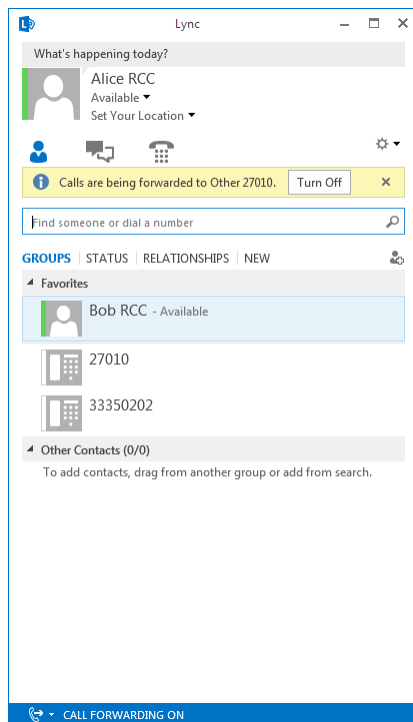 Lync
What's happening today?
Alice RCC
Available
Set Your Location
Calls are being forwarded to Other 27010. Turn Off
Find someone or dial a number
GROUPS STATUS RELATIONSHIPS NEW
Favorites
Bob RCC - Available
27010
33350202
Other Contacts (0/0)
To add contacts, drag from another group or add from search.
CALL FORWARDING ON